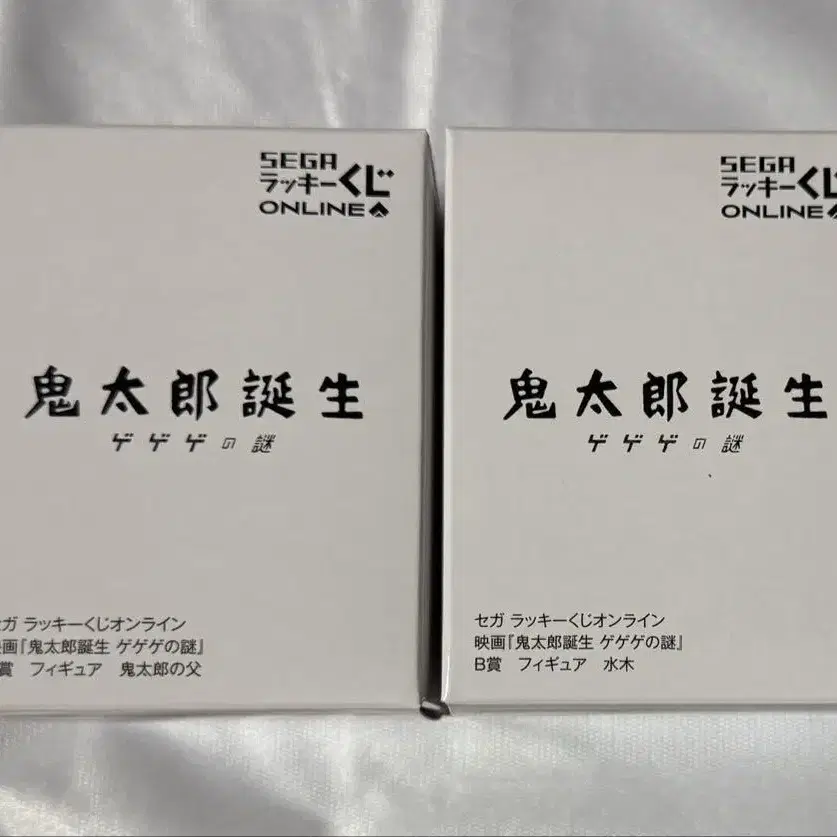 SEGA
ラッキーくじ
ONLINE
鬼太郎誕生
ゲゲゲの謎
ガ ラッキーくじオンライン
画『鬼太郎誕生 ゲゲゲの謎』
賞 フィギュア 鬼太郎の父
SEGA
ラッキーくじ
ONLINE
鬼太郎誕生
ゲゲゲの謎
セガ ラッキーくじオンライン
映画『鬼太郎誕生 ゲゲゲの謎』
B賞 フィギュア 水木